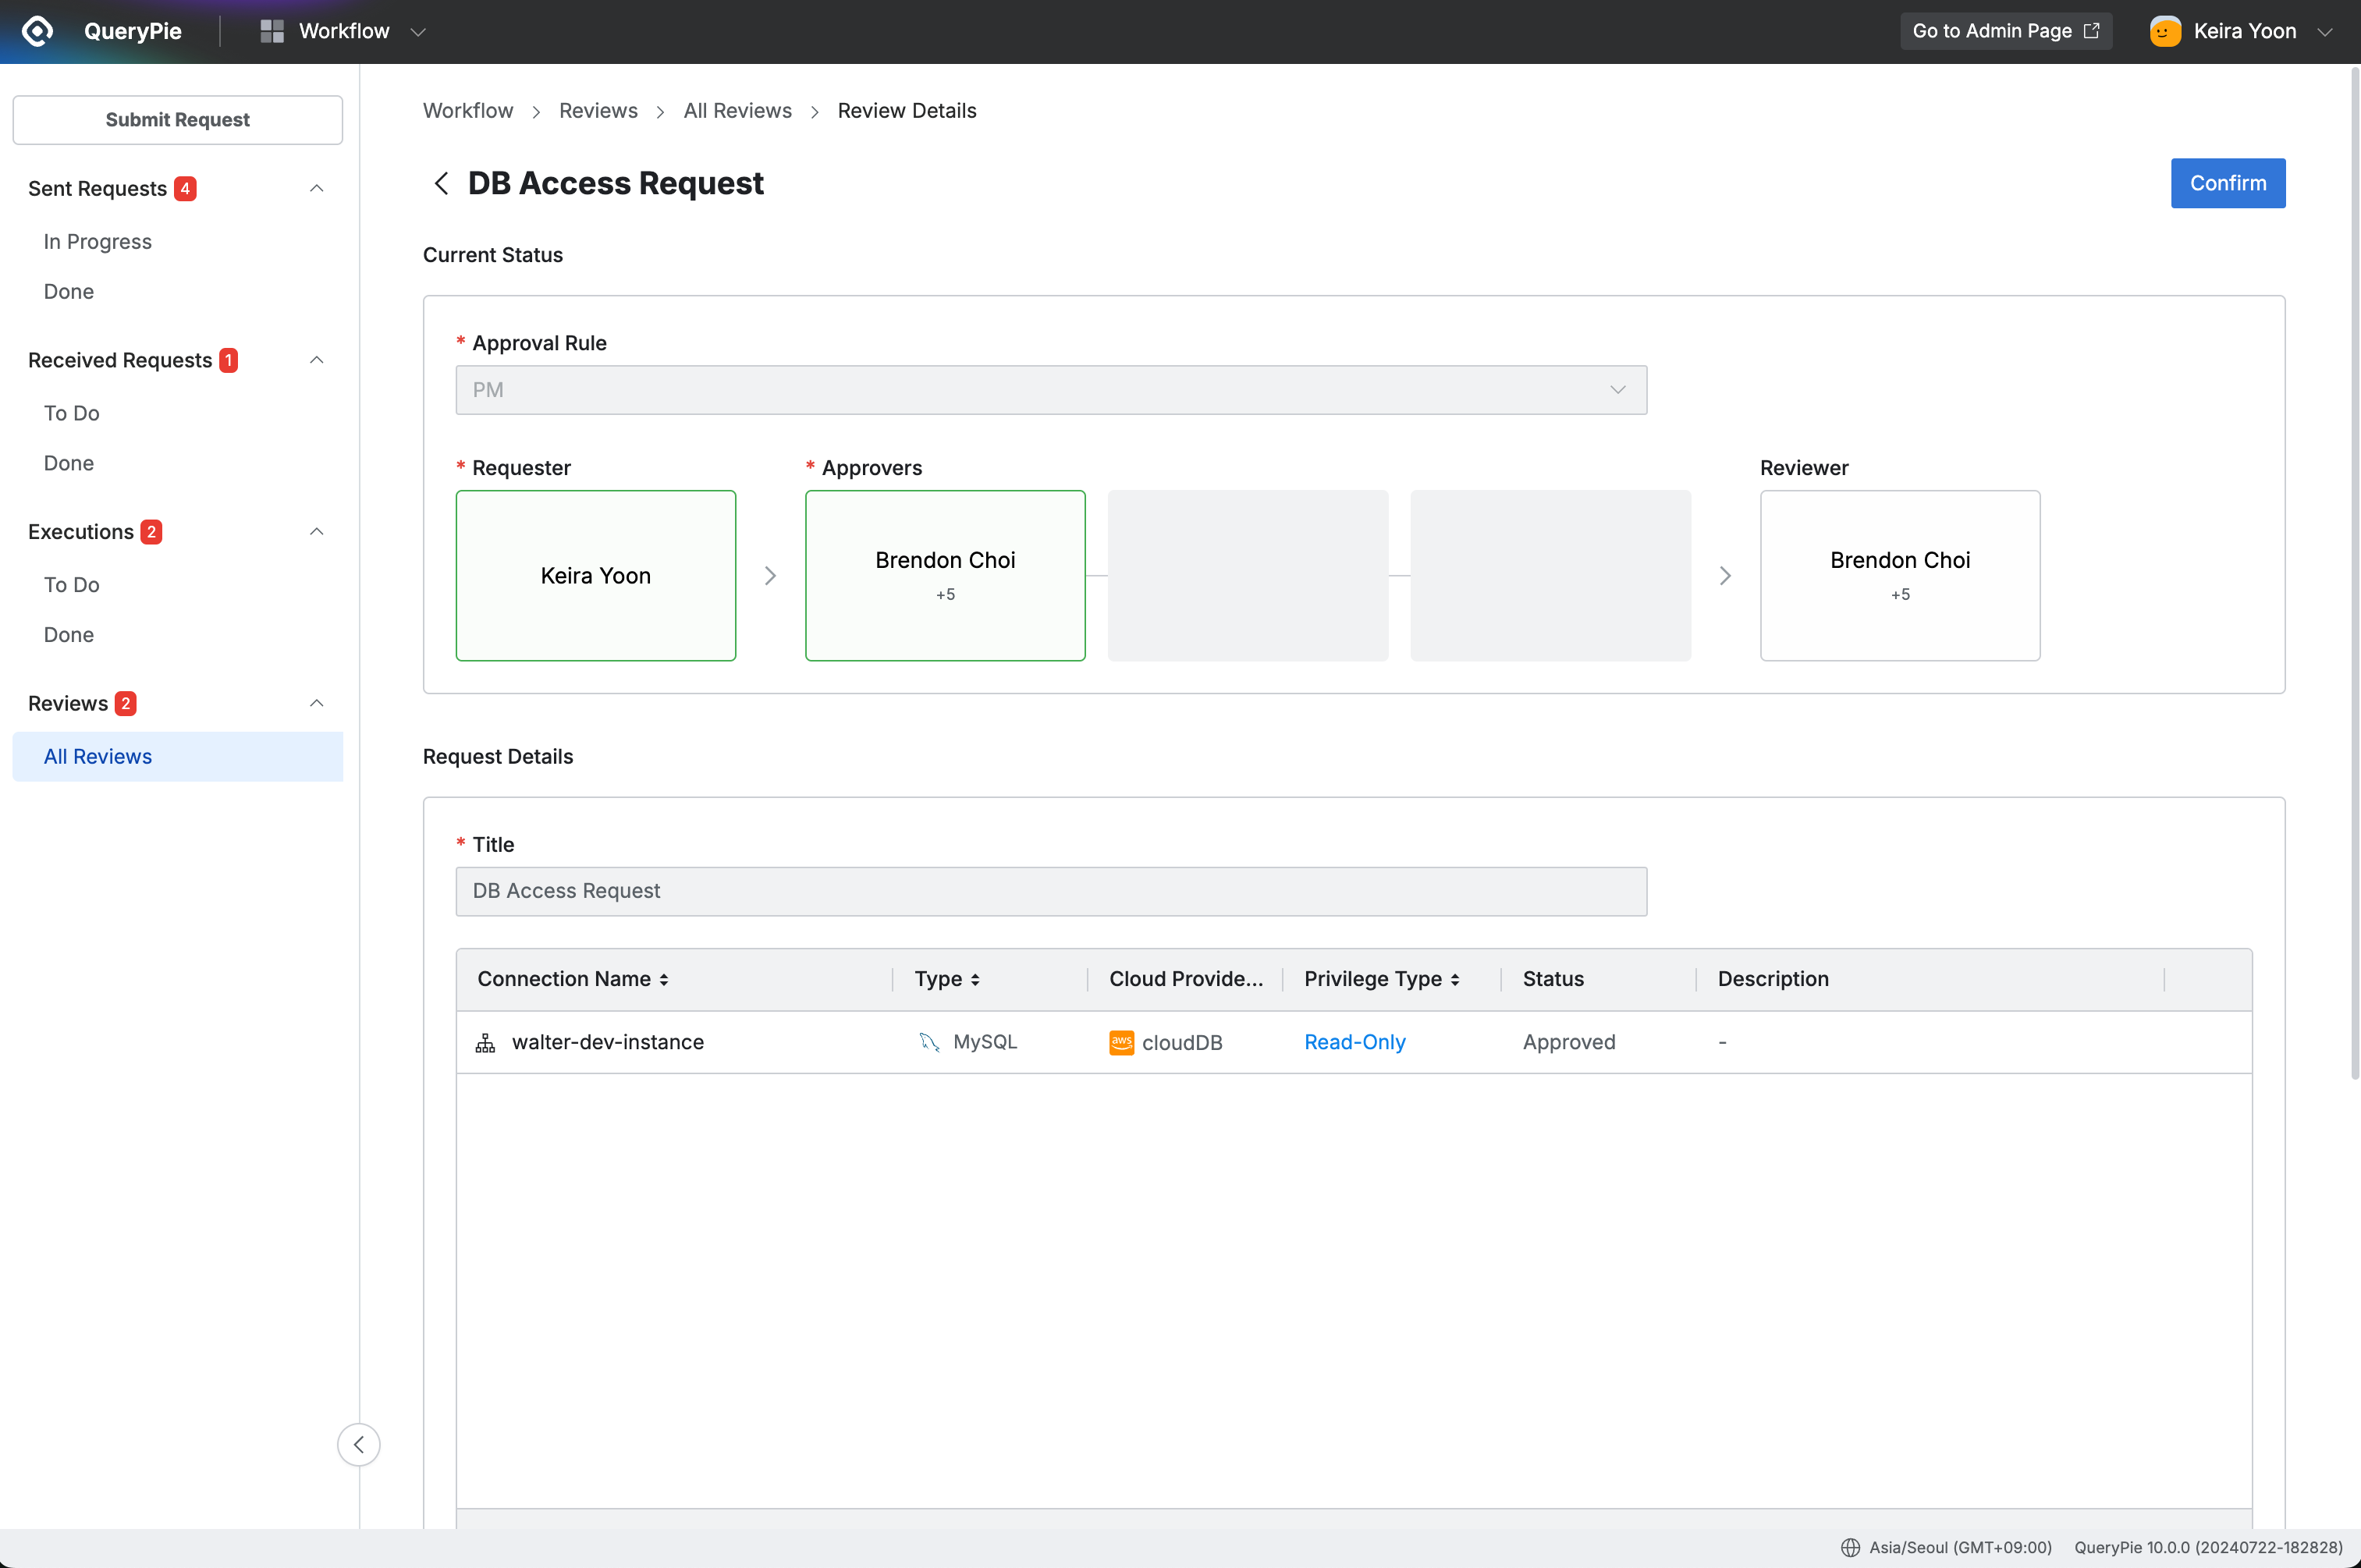 QueryPie
Workflow
Go to Admin Page
Keira Yoon
Submit Request
Sent Requests 4
In Progress
Done
Received Requests 1
To Do
Done
Executions 2
To Do
Done
Reviews 2
All Reviews
Workflow > Reviews > All Reviews > Review Details
DB Access Request
Confirm
Current Status
* Approval Rule
PM
* Requester
* Approvers
Reviewer
Keira Yoon
Brendon Choi
+5
Brendon Choi
+5
Request Details
* Title
DB Access Request
Connection Name Type Cloud Provide... Privilege Type Status Description
walter-dev-instance MySQL aws cloudDB Read-Only Approved -
Asia/Seoul (GMT+09:00) QueryPie 10.0.0 (20240722-182828)